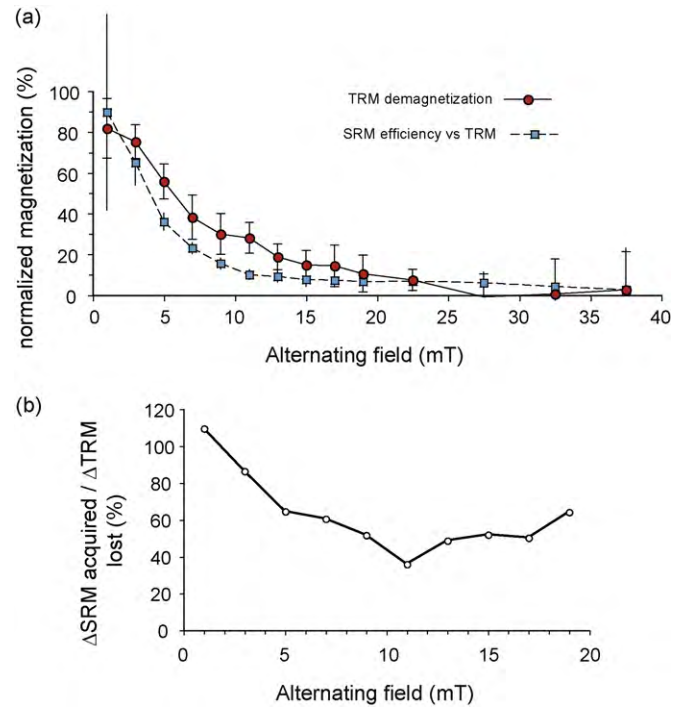 (a)
normalized magnetization (%)
100
80
60
40
20
0
TRM demagnetization
SRM efficiency vs TRM
0 5 10 15 20 25 30 35 40
Alternating field (mT)
(b)
ΔSRM acquired / ΔTRM
lost (%)
120
100
80
60
40
20
0
0 5 10 15 20
Alternating field (mT)